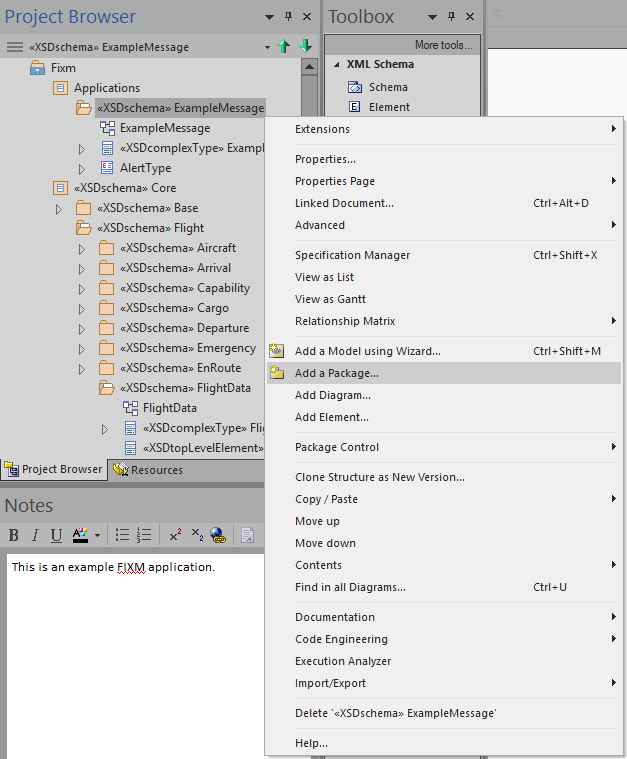 Project Browser
Toolbox
«XSDschema» ExampleMessage
More tools...
Fixm
XML Schema
Applications
Schema
«XSDschema» ExampleMessage
Element
ExampleMessage
«XSDcomplexType» Exampl
AlertType
«XSDschema» Core
«XSDschema» Base
«XSDschema» Flight
«XSDschema» Aircraft
«XSDschema» Arrival
«XSDschema» Capability
«XSDschema» Cargo
«XSDschema» Departure
«XSDschema» Emergency
«XSDschema» EnRoute
«XSDschema» FlightData
FlightData
«XSDcomplexType» Flig
«XSDtopLevelElement»
Project Browser
Resources
Extensions
Properties...
Properties Page
Linked Document... Ctrl+Alt+D
Advanced
Specification Manager Ctrl+Shift+X
View as List
View as Gantt
Relationship Matrix
Add a Model using Wizard... Ctrl+Shift+M
Add a Package...
Add Diagram...
Add Element...
Package Control
Clone Structure as New Version...
Copy / Paste
Move up
Move down
Contents
Find in all Diagrams... Ctrl+U
Documentation
Code Engineering
Execution Analyzer
Import/Export
Delete '«XSDschema» ExampleMessage'
Help...
Notes
B I U A x² x₂
This is an example FIXM application.